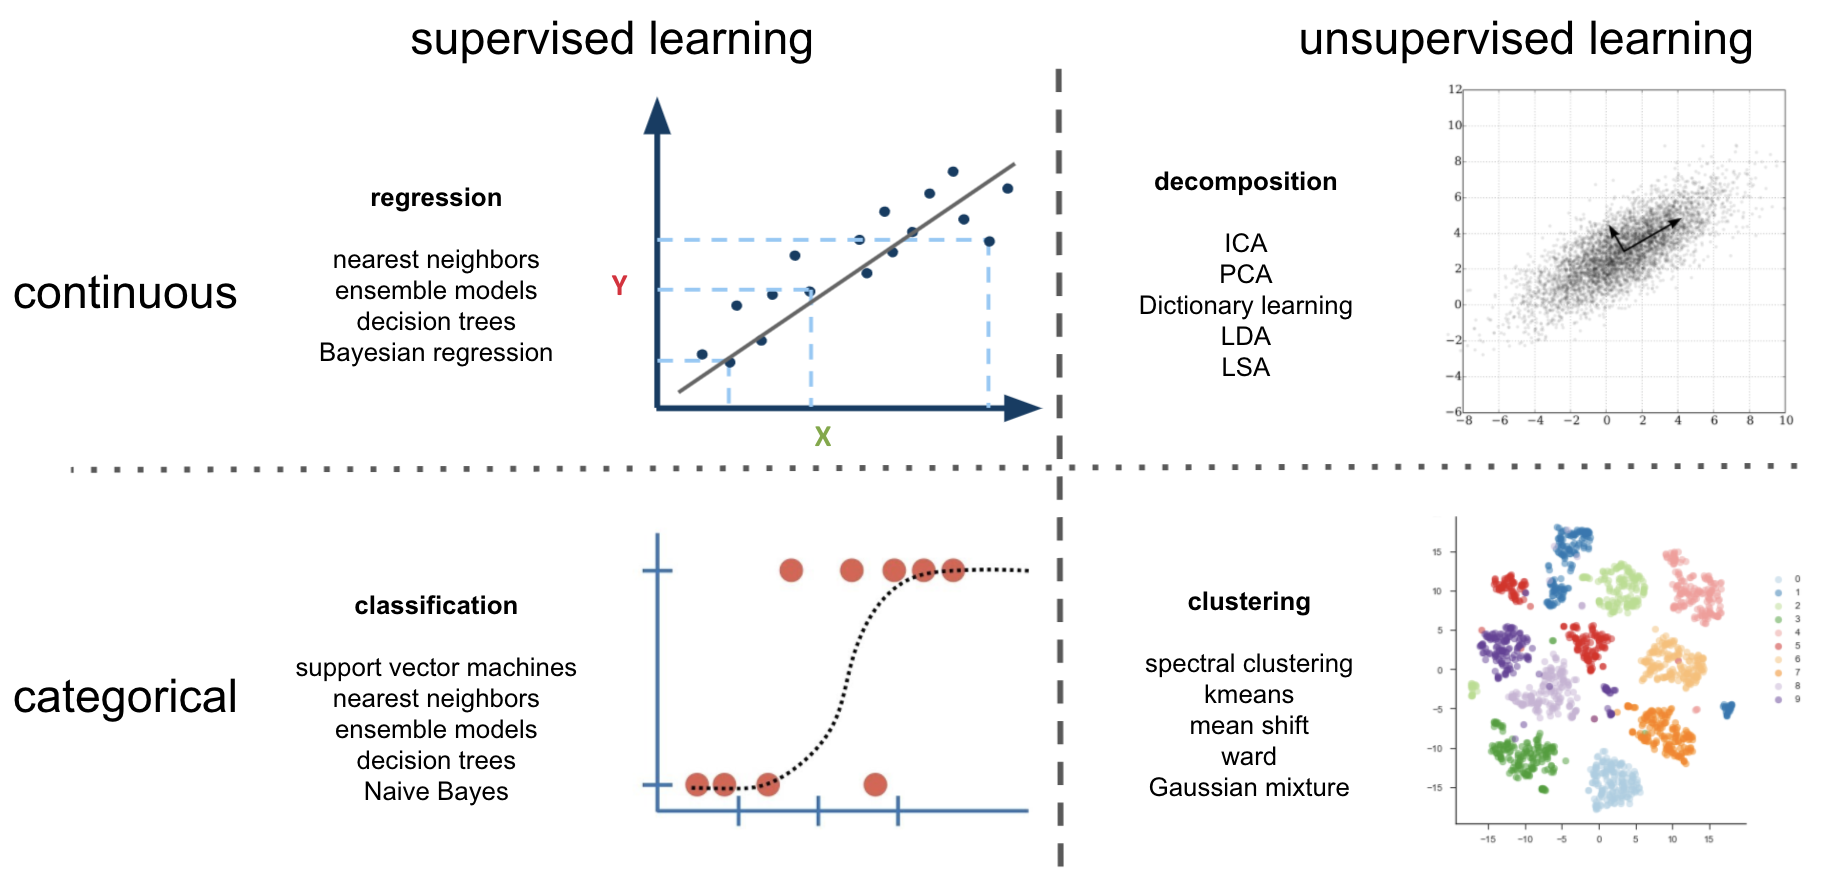 supervised learning
unsupervised learning
continuous
regression
nearest neighbors
ensemble models
decision trees
Bayesian regression
Y
X
decomposition
ICA
PCA
Dictionary learning
LDA
LSA
12
10
8
6
4
2
0
−2
−4
−6
−8 −6 −4 −2 0 2 4 6 8 10
categorical
classification
support vector machines
nearest neighbors
ensemble models
decision trees
Naive Bayes
clustering
spectral clustering
kmeans
mean shift
ward
Gaussian mixture
15
10
5
0
−5
−10
−15
−15 −10 −5 0 5 10 15
0
1
2
3
4
5
6
7
8
9